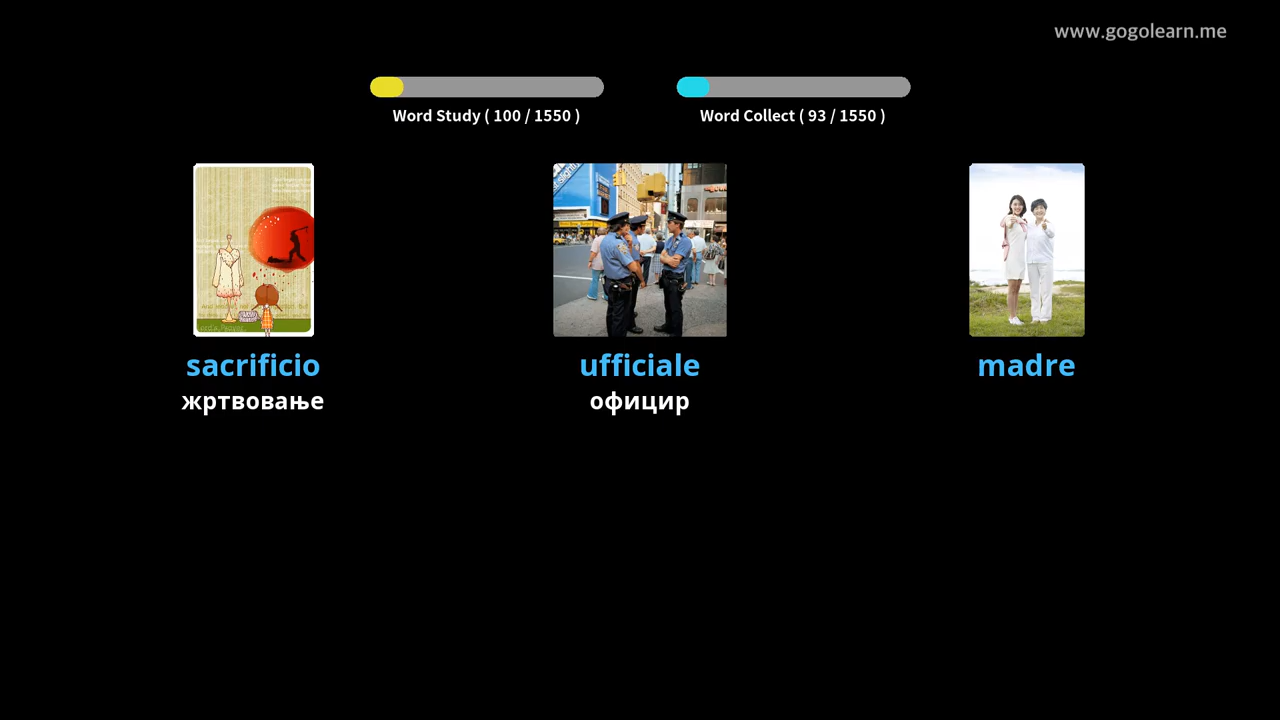 www.gogolearn.me
Word Study ( 100 / 1550 )
Word Collect ( 93 / 1550 )
sacrificio
ufficiale
madre
жртвовање
официр